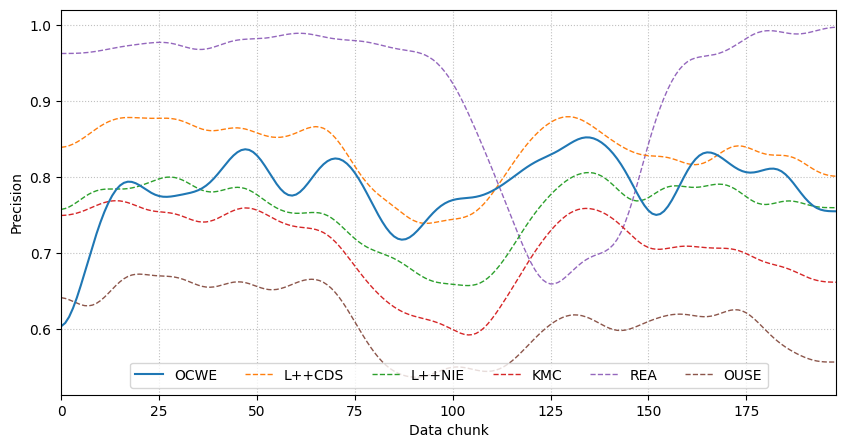 1.0
0.9
0.8
0.7
0.6
Precision
OCWE L++CDS L++NIE KMC REA OUSE
0 25 50 75 100 125 150 175
Data chunk